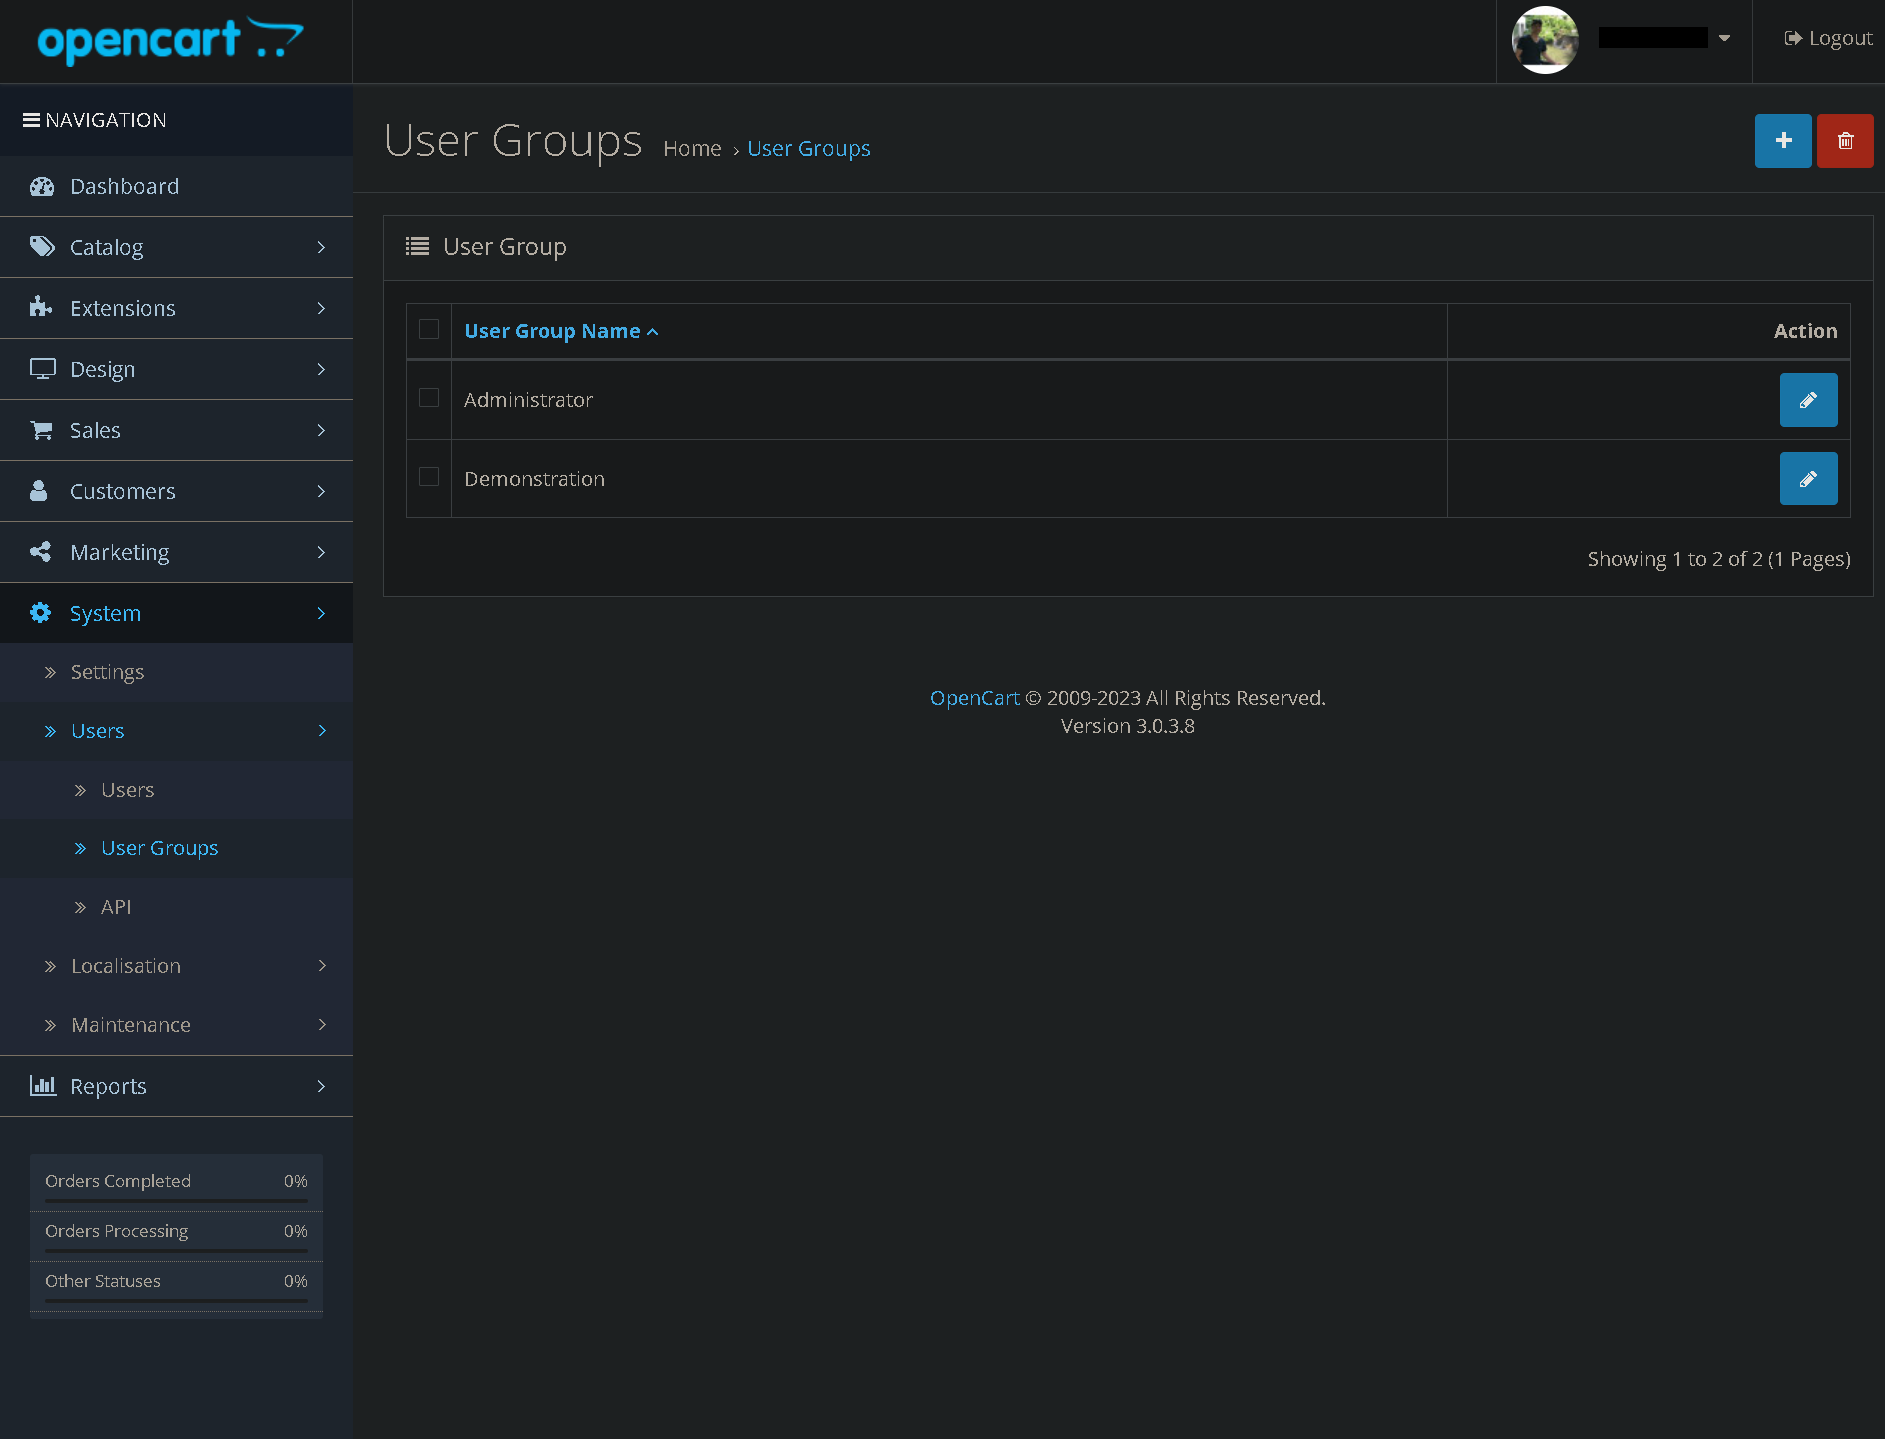 opencart
Logout
NAVIGATION
Dashboard
Catalog
Extensions
Design
Sales
Customers
Marketing
System
Settings
Users
Users
User Groups
API
Localisation
Maintenance
Reports
Orders Completed 0%
Orders Processing 0%
Other Statuses 0%
User Groups Home › User Groups
User Group
User Group Name Action
Administrator
Demonstration
Showing 1 to 2 of 2 (1 Pages)
OpenCart © 2009-2023 All Rights Reserved.
Version 3.0.3.8